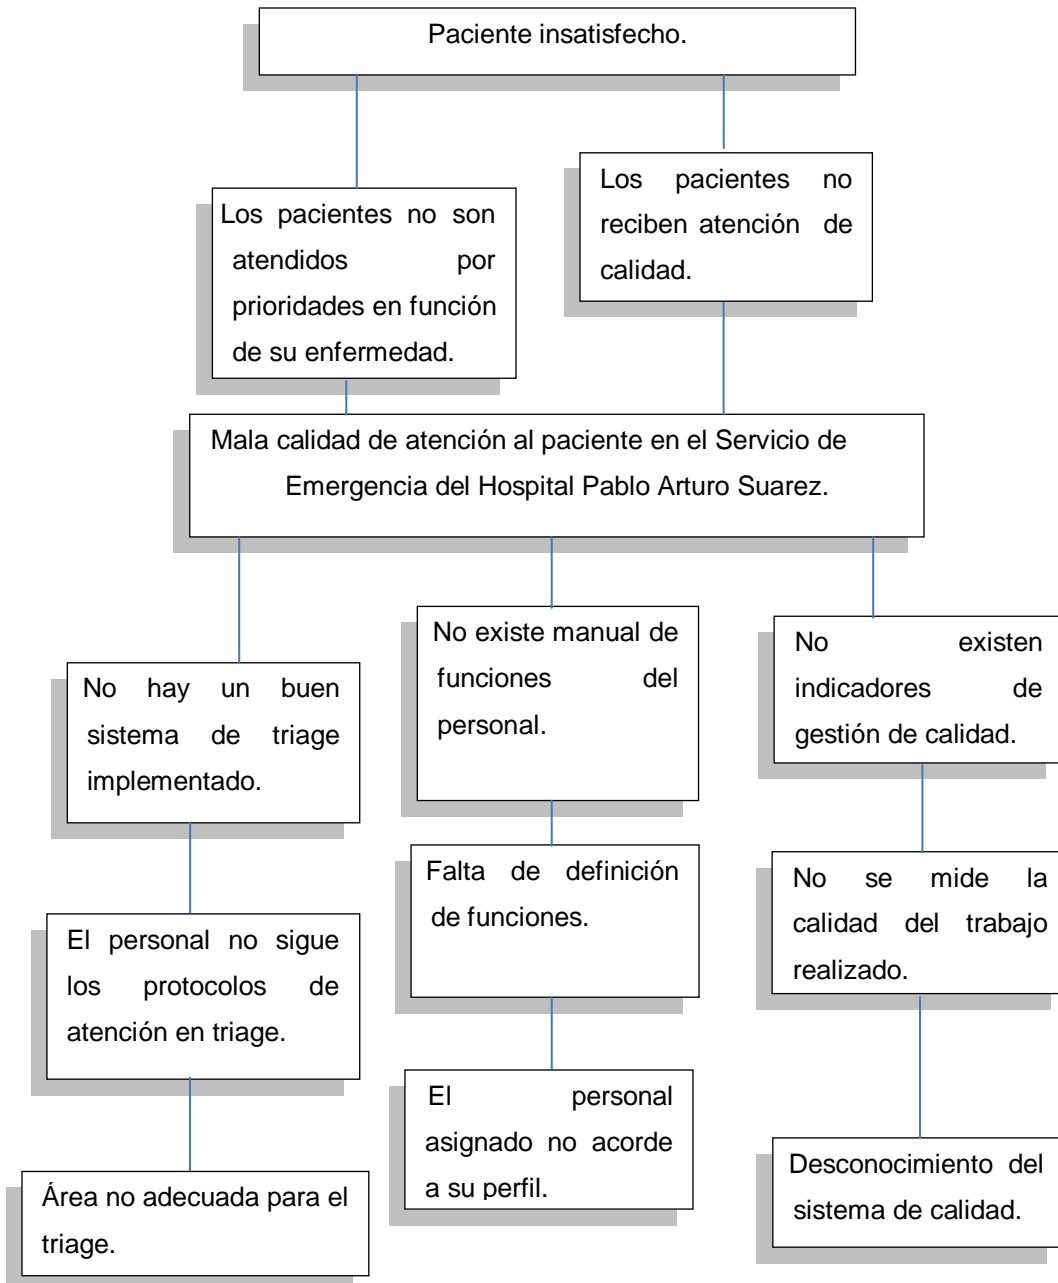 Paciente insatisfecho.
Los pacientes no son
atendidos por
prioridades en función
de su enfermedad.
Los pacientes no
reciben atención de
calidad.
Mala calidad de atención al paciente en el Servicio de
Emergencia del Hospital Pablo Arturo Suarez.
No hay un buen
sistema de triage
implementado.
No existe manual de
funciones del
personal.
No existen
indicadores de
gestión de calidad.
El personal no sigue
los protocolos de
atención en triage.
Falta de definición
de funciones.
No se mide la
calidad del trabajo
realizado.
Área no adecuada para el
triage.
El personal
asignado no acorde
a su perfil.
Desconocimiento del
sistema de calidad.